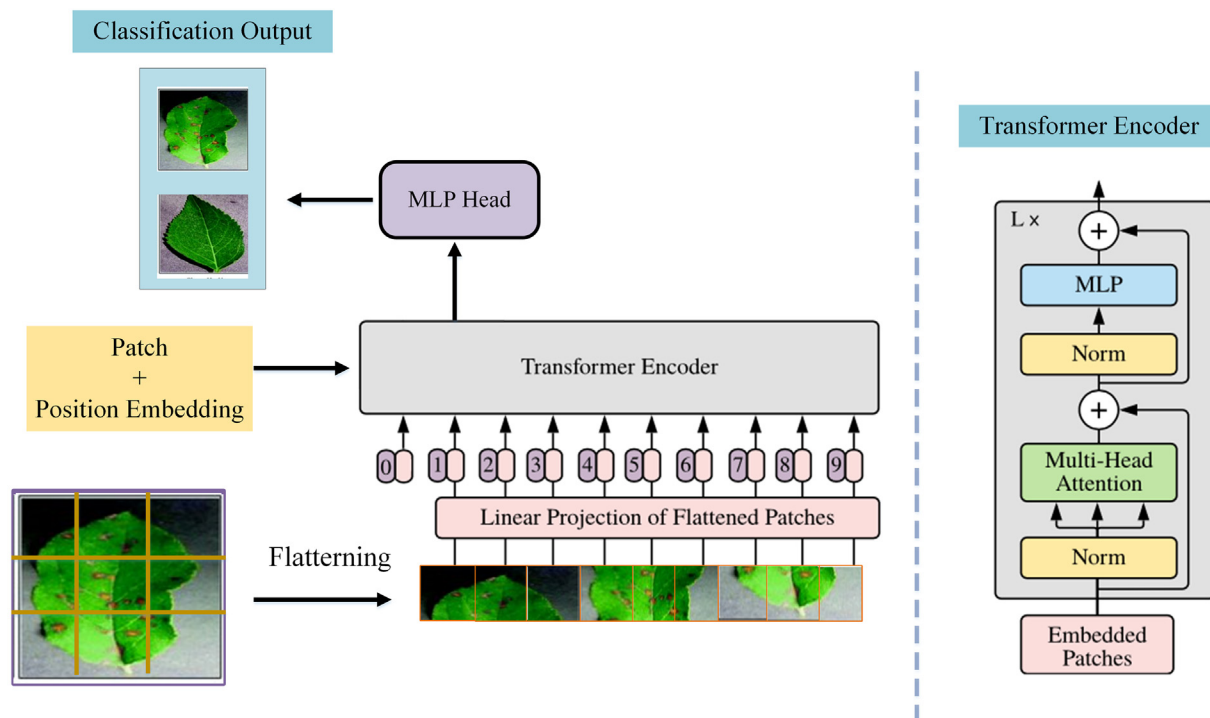 Classification Output
MLP Head
Transformer Encoder
Patch
+
Position Embedding
0 1 2 3 4 5 6 7 8 9
Linear Projection of Flattened Patches
Flatterning
Transformer Encoder
L ×
+
MLP
Norm
+
Multi-Head
Attention
Norm
Embedded
Patches